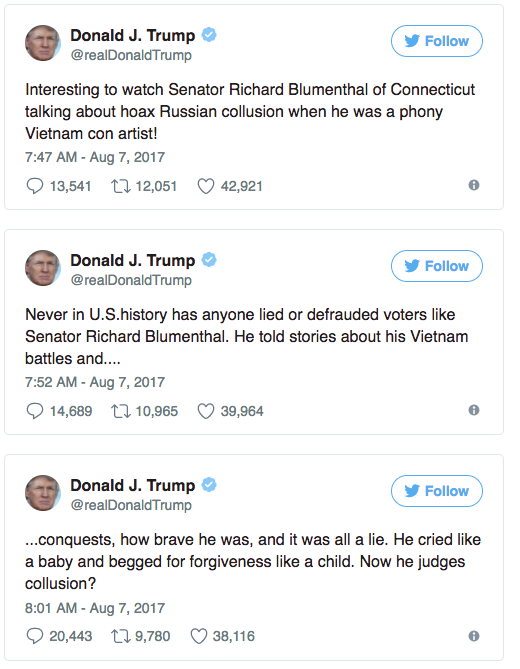 Donald J. Trump
Follow
@realDonaldTrump
Interesting to watch Senator Richard Blumenthal of Connecticut
talking about hoax Russian collusion when he was a phony
Vietnam con artist!
7:47 AM - Aug 7, 2017
13,541 12,051 42,921
Donald J. Trump
Follow
@realDonaldTrump
Never in U.S.history has anyone lied or defrauded voters like
Senator Richard Blumenthal. He told stories about his Vietnam
battles and....
7:52 AM - Aug 7, 2017
14,689 10,965 39,964
Donald J. Trump
Follow
@realDonaldTrump
...conquests, how brave he was, and it was all a lie. He cried like
a baby and begged for forgiveness like a child. Now he judges
collusion?
8:01 AM - Aug 7, 2017
20,443 9,780 38,116